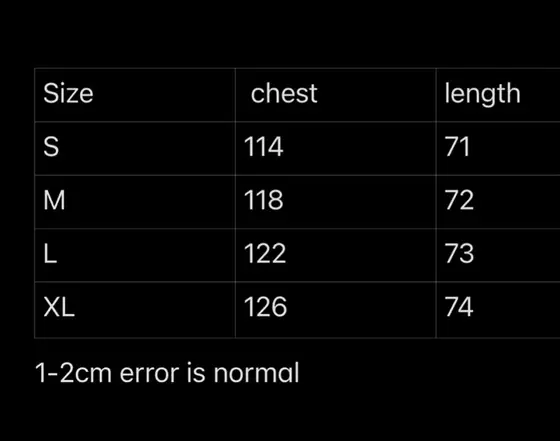 Size chest length
S 114 71
M 118 72
L 122 73
XL 126 74
1-2cm error is normal